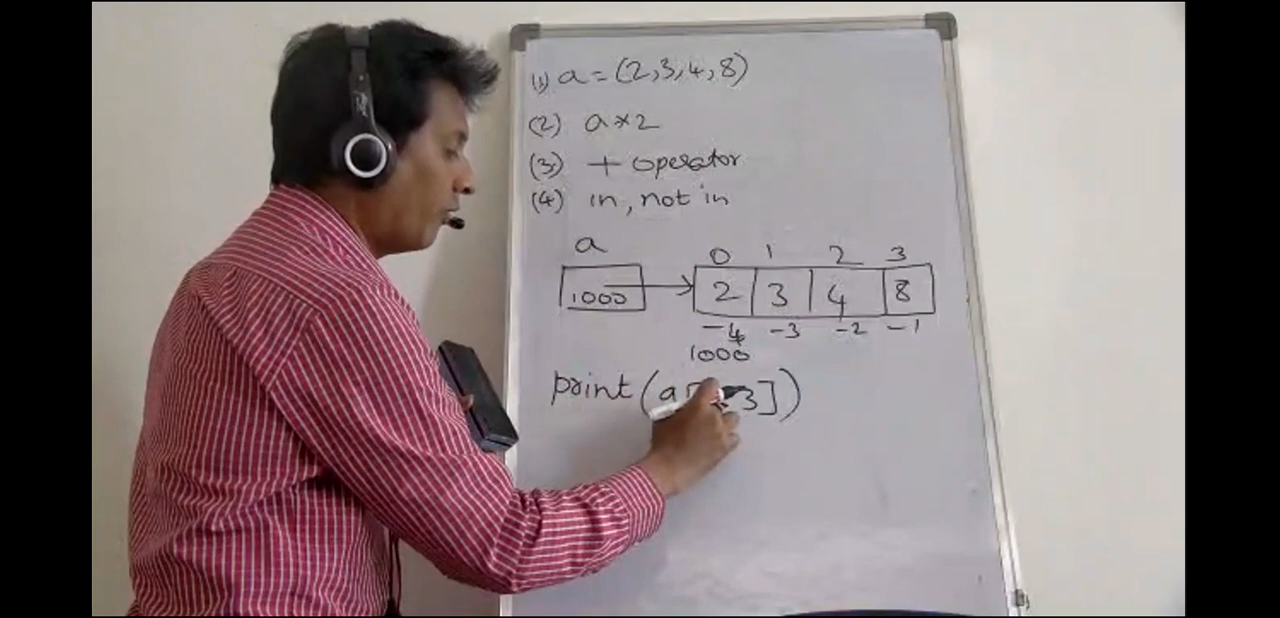 (1) a = (2,3,4,8)
(2) a * 2
(3) + operator
(4) in, not in
a
0 1 2 3
1000 2 3 4 8
-4 -3 -2 -1
1000
print(a[ 3])